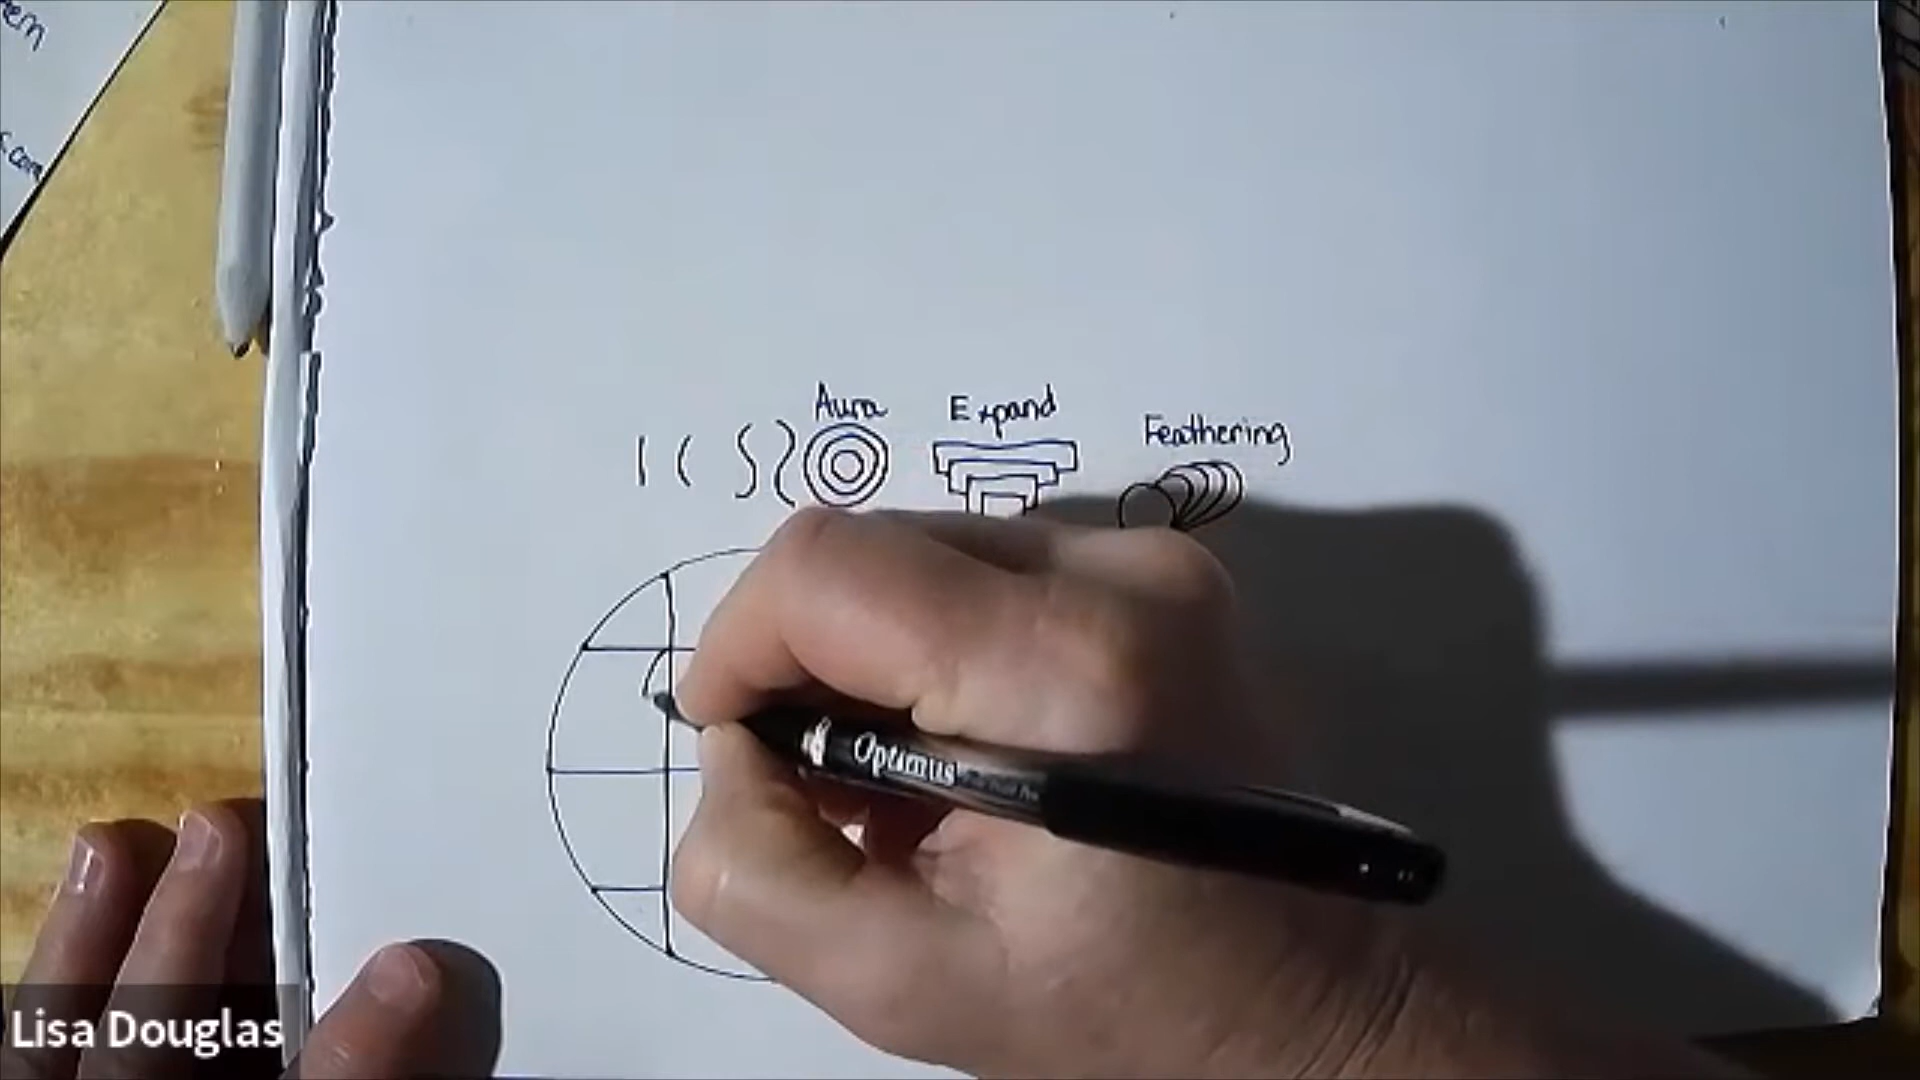 Aura
Expand
Feathering
Optimus
Lisa Douglas